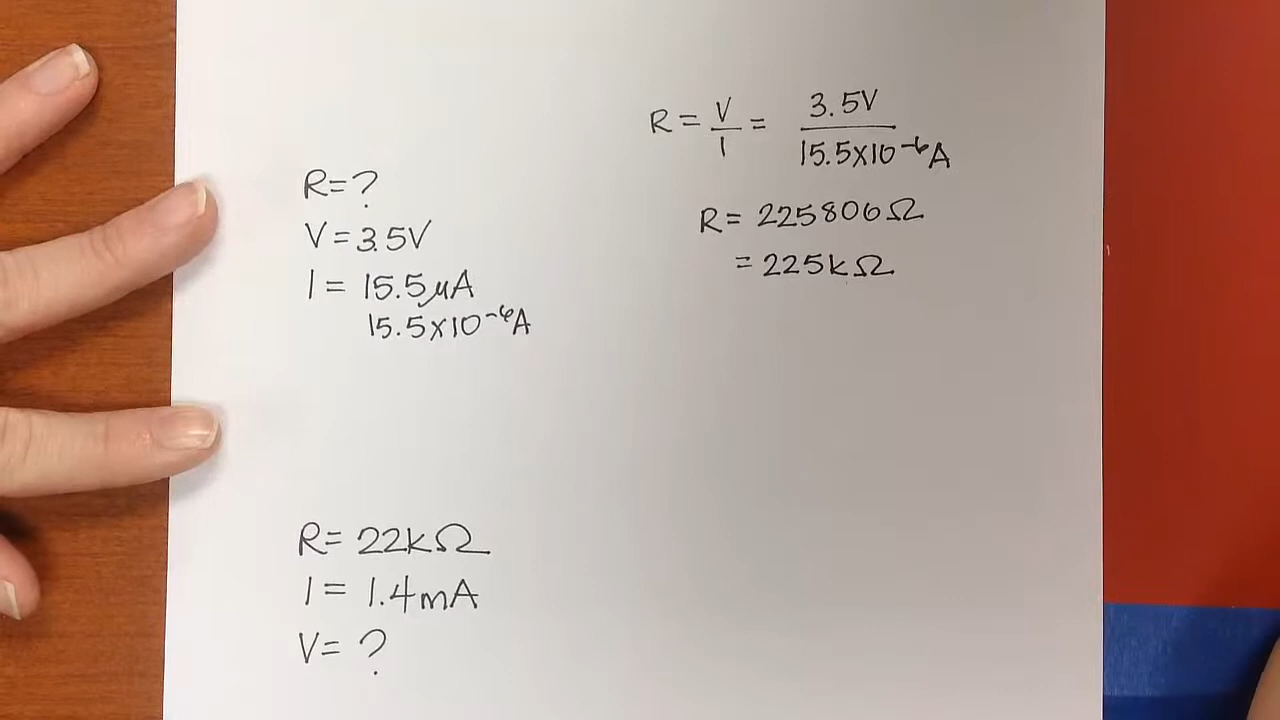 R=?
V=3.5V
I= 15.5μA
15.5x10⁻⁶A
R= V/I = 3.5V/15.5x10⁻⁶A
R= 225806Ω
= 225kΩ
R= 22kΩ
I= 1.4mA
V= ?